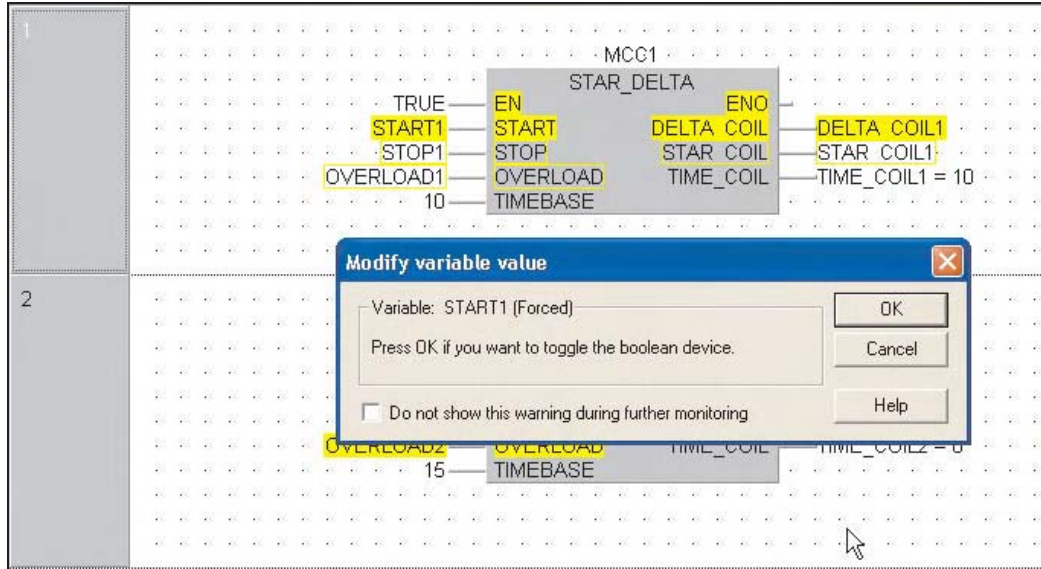 1
MCC1
STAR_DELTA
TRUE EN ENO
START1 START DELTA_COIL DELTA_COIL1
STOP1 STOP STAR_COIL STAR_COIL1
OVERLOAD1 OVERLOAD TIME_COIL TIME_COIL1 = 10
10 TIMEBASE
Modify variable value
2
Variable: START1 (Forced)
OK
Press OK if you want to toggle the boolean device.
Cancel
Do not show this warning during further monitoring
Help
OVERLOAD2 OVERLOAD TIME_COIL TIME_COIL2 = 0
15 TIMEBASE